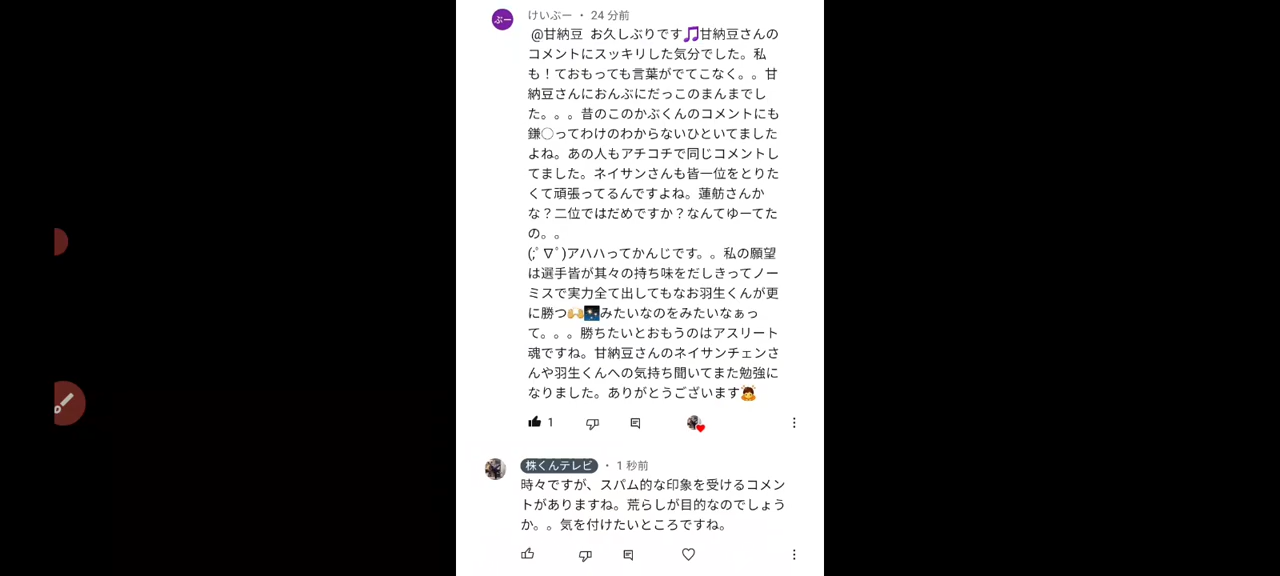 ぶー
けいぶー ・ 24 分前
@甘納豆 お久しぶりです🎵甘納豆さんの
コメントにスッキリした気分でした。私
も！ておもっても言葉がでてこなく。。甘
納豆さんにおんぶにだっこのまんまでし
た。。。昔のこのかぶくんのコメントにも
鎌○ってわけのわからないひといてました
よね。あの人もアチコチで同じコメントし
てました。ネイサンさんも皆一位をとりた
くて頑張ってるんですよね。蓮舫さんか
な？二位ではだめですか？なんてゆーてた
の。。
(;ﾟ∇ﾟ)アハハってかんじです。。私の願望
は選手皆が其々の持ち味をだしきってノー
ミスで実力全て出してもなお羽生くんが更
に勝つ🙌🎇みたいなのをみたいなぁっ
て。。。勝ちたいとおもうのはアスリート
魂ですね。甘納豆さんのネイサンチェンさ
んや羽生くんへの気持ち聞いてまた勉強に
なりました。ありがとうございます🙇
1
株くんテレビ ・ 1 秒前
時々ですが、スパム的な印象を受けるコメン
トがありますね。荒らしが目的なのでしょう
か。。気を付けたいところですね。